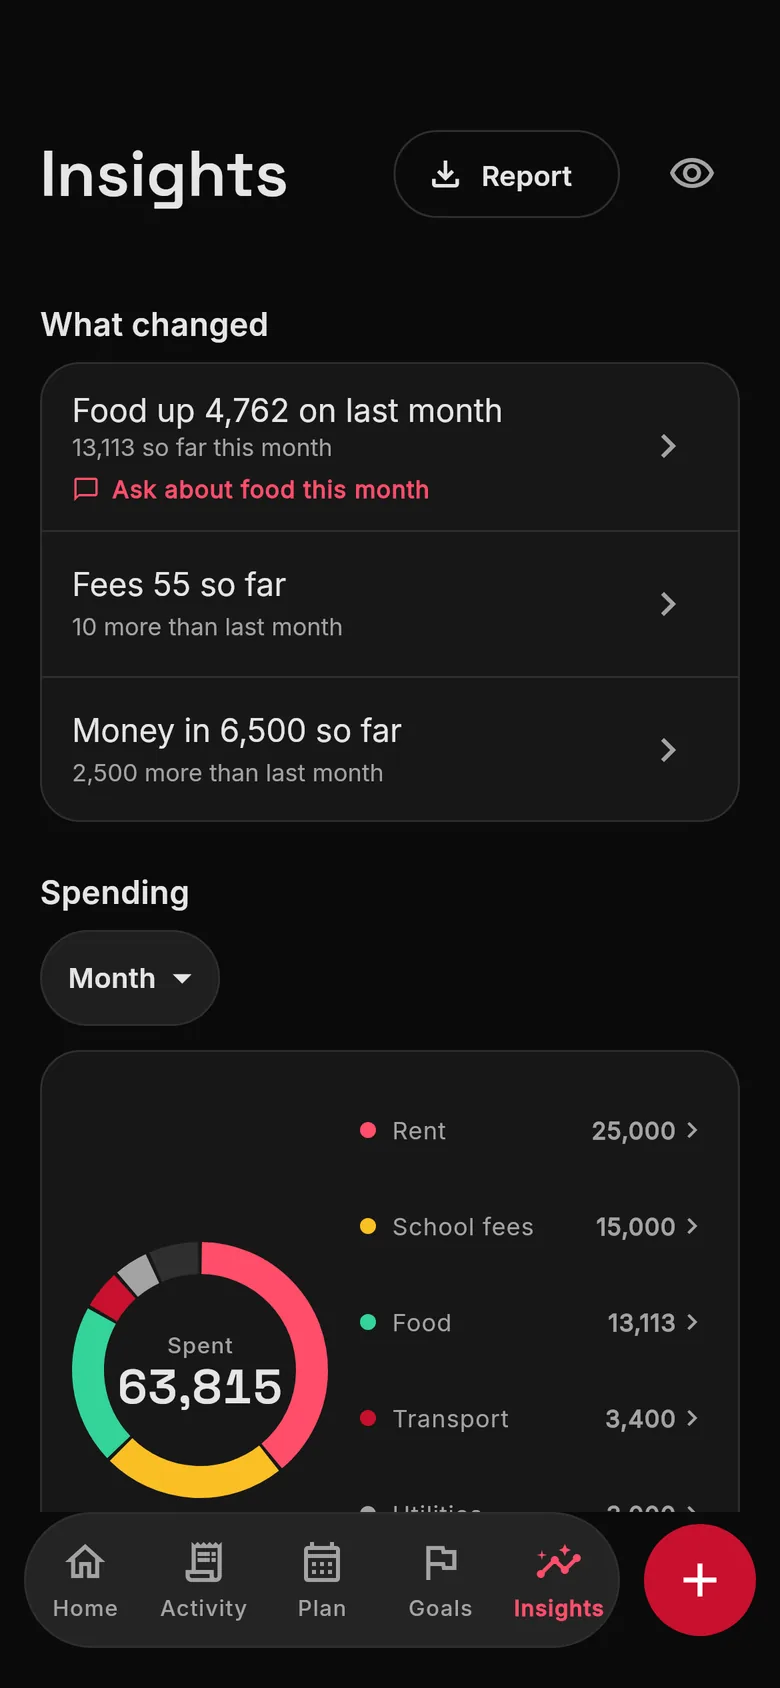 Insights
Report
What changed
Food up 4,762 on last month
13,113 so far this month
Ask about food this month
Fees 55 so far
10 more than last month
Money in 6,500 so far
2,500 more than last month
Spending
Month
Rent 25,000
School fees 15,000
Food 13,113
Transport 3,400
Spent
63,815
Utilities
Home Activity Plan Goals Insights